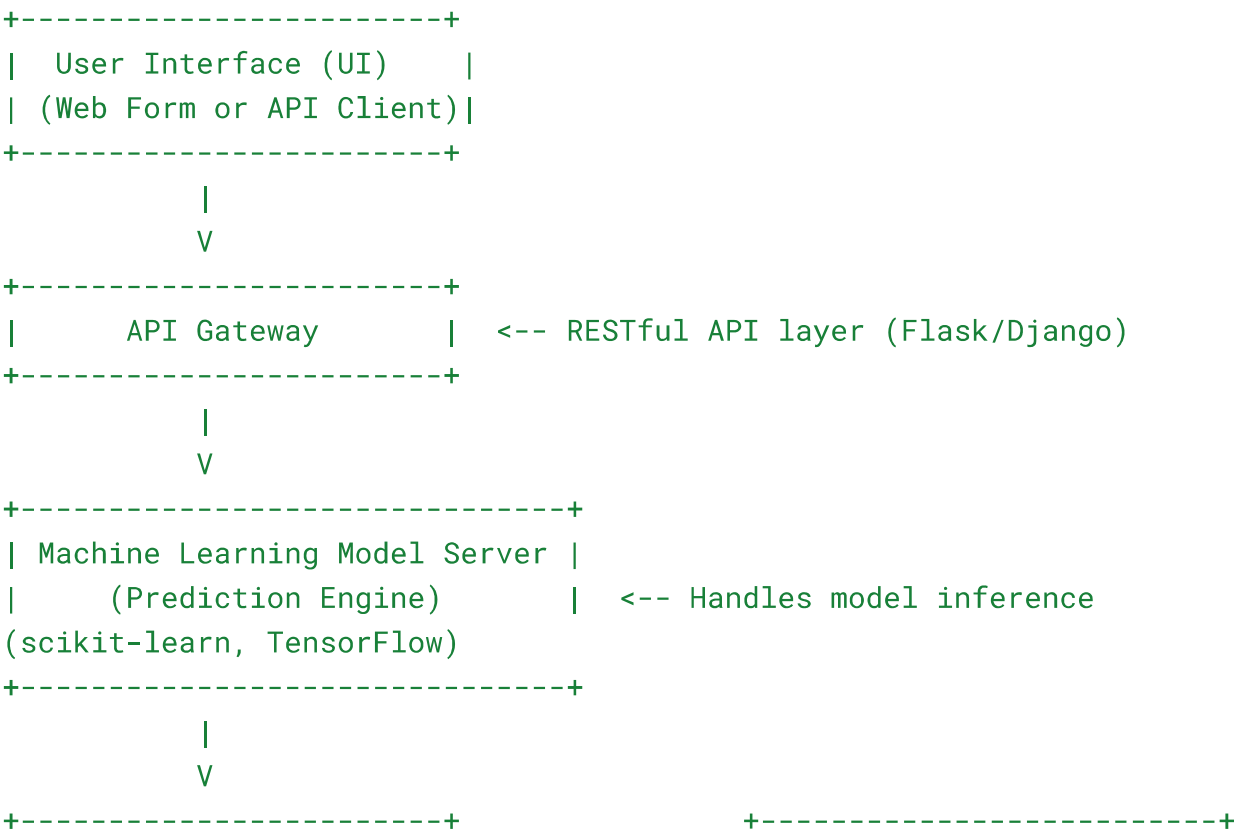 +------------------------+
|  User Interface (UI)    |
| (Web Form or API Client)|
+------------------------+
           |
           V
+------------------------+
|      API Gateway       |  <-- RESTful API layer (Flask/Django)
+------------------------+
           |
           V
+-------------------------------+
| Machine Learning Model Server |
|     (Prediction Engine)       |  <-- Handles model inference
(scikit-learn, TensorFlow)
+-------------------------------+
           |
           V
+------------------------+                +--------------------------+